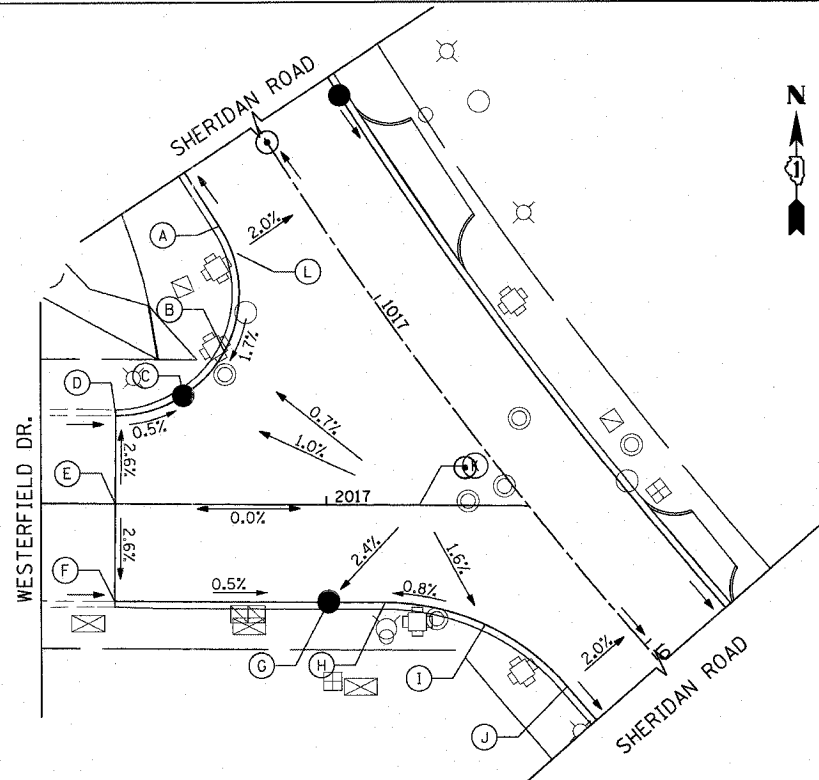 SHERIDAN ROAD
N
1
A
2.0%
L
B
1017
1.7%
C
D
0.5%
0.7%
1.0%
2.6%
E
K
2017
0.0%
WESTERFIELD DR.
2.6%
2.4%
1.6%
F
0.5%
0.8%
G
H
I
2.0%
J
SHERIDAN ROAD